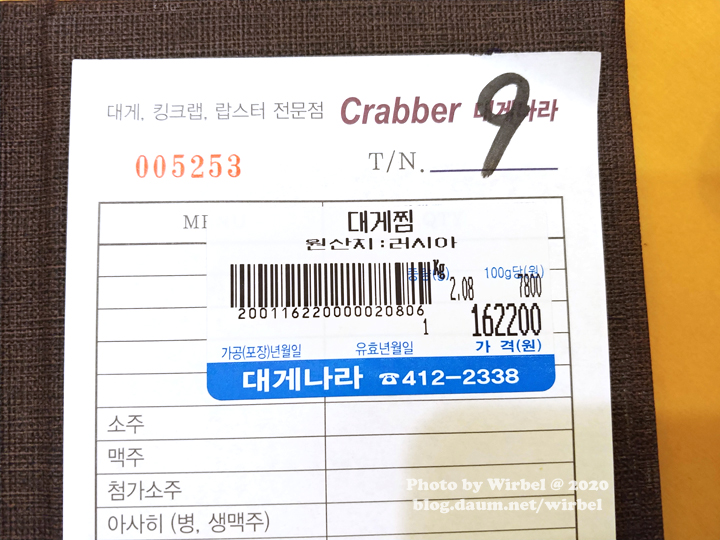 대게, 킹크랩, 랍스터 전문점 Crabber 대게나라
005253
T/N. 9
대게찜
원산지:러시아
Kg 100g당(원)
2.08 7800
2001162200000020806
1 162200
가공(포장)년월일 유효년월일 가 격(원)
대게나라 ☎412-2338
소주
맥주
첨가소주
아사히 (병, 생맥주)
Photo by Wirbel @ 2020
blog.daum.net/wirbel